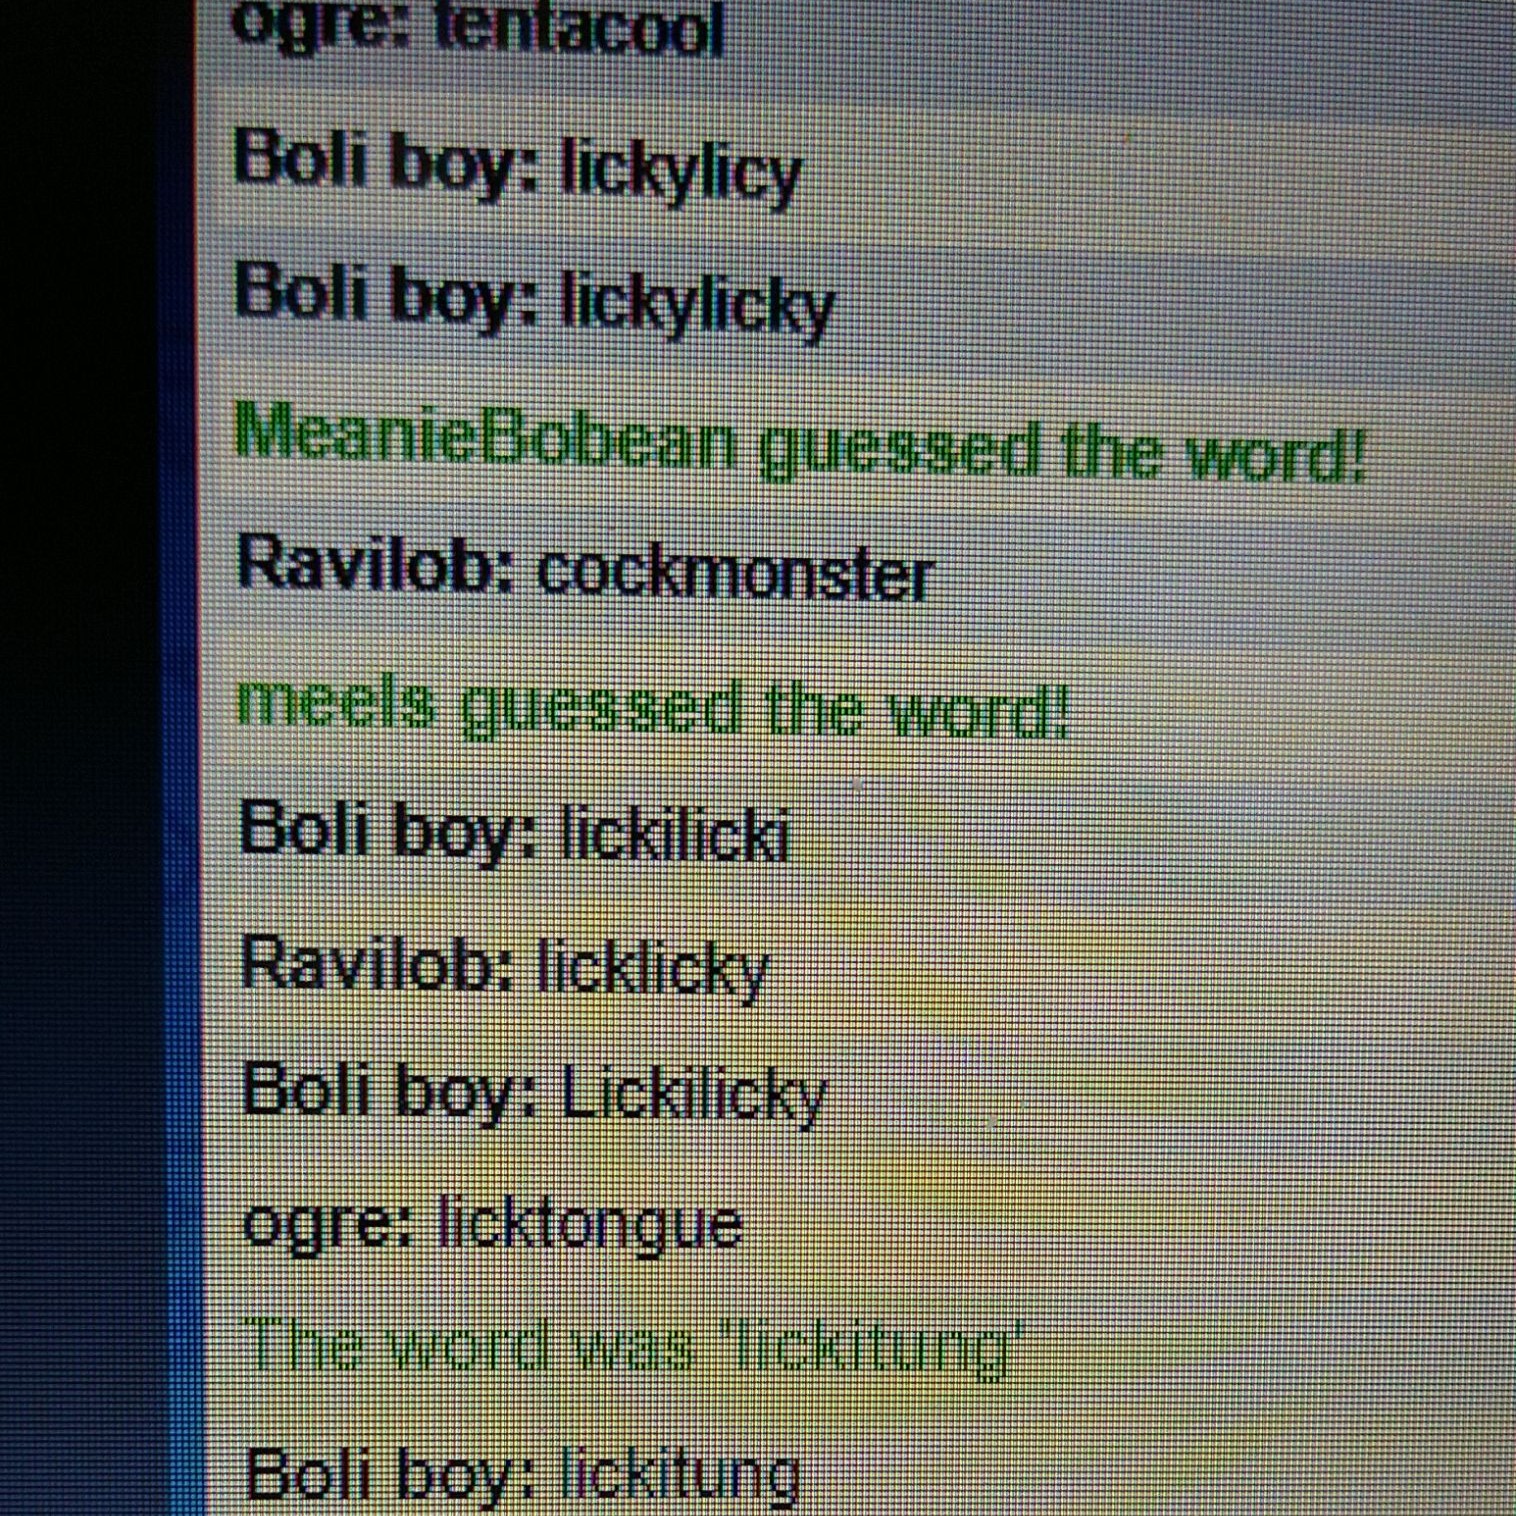 ogre: tentacool
Boli boy: lickylicy
Boli boy: lickylicky
MeanieBobean guessed the word!
Ravilob: cockmonster
meels guessed the word!
Boli boy: lickilicki
Ravilob: licklicky
Boli boy: Lickilicky
ogre: licktongue
The word was 'lickitung'
Boli boy: lickitung